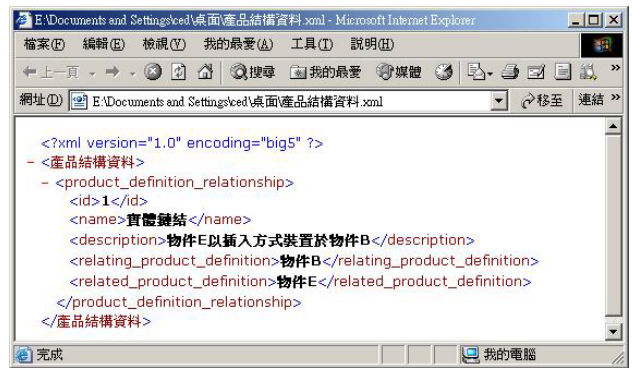 E:\Documents and Settings\ced\桌面\產品結構資料.xml - Microsoft Internet Explorer
檔案(F) 編輯(E) 檢視(V) 我的最愛(A) 工具(T) 說明(H)
上一頁 搜尋 我的最愛 媒體 »
網址(D) E:\Documents and Settings\ced\桌面\產品結構資料.xml 移至 連結 »
<?xml version="1.0" encoding="big5" ?>
- <產品結構資料>
- <product_definition_relationship>
<id>1</id>
<name>實體鏈結</name>
<description>物件E以插入方式裝置於物件B</description>
<relating_product_definition>物件B</relating_product_definition>
<related_product_definition>物件E</related_product_definition>
</product_definition_relationship>
</產品結構資料>
完成 我的電腦